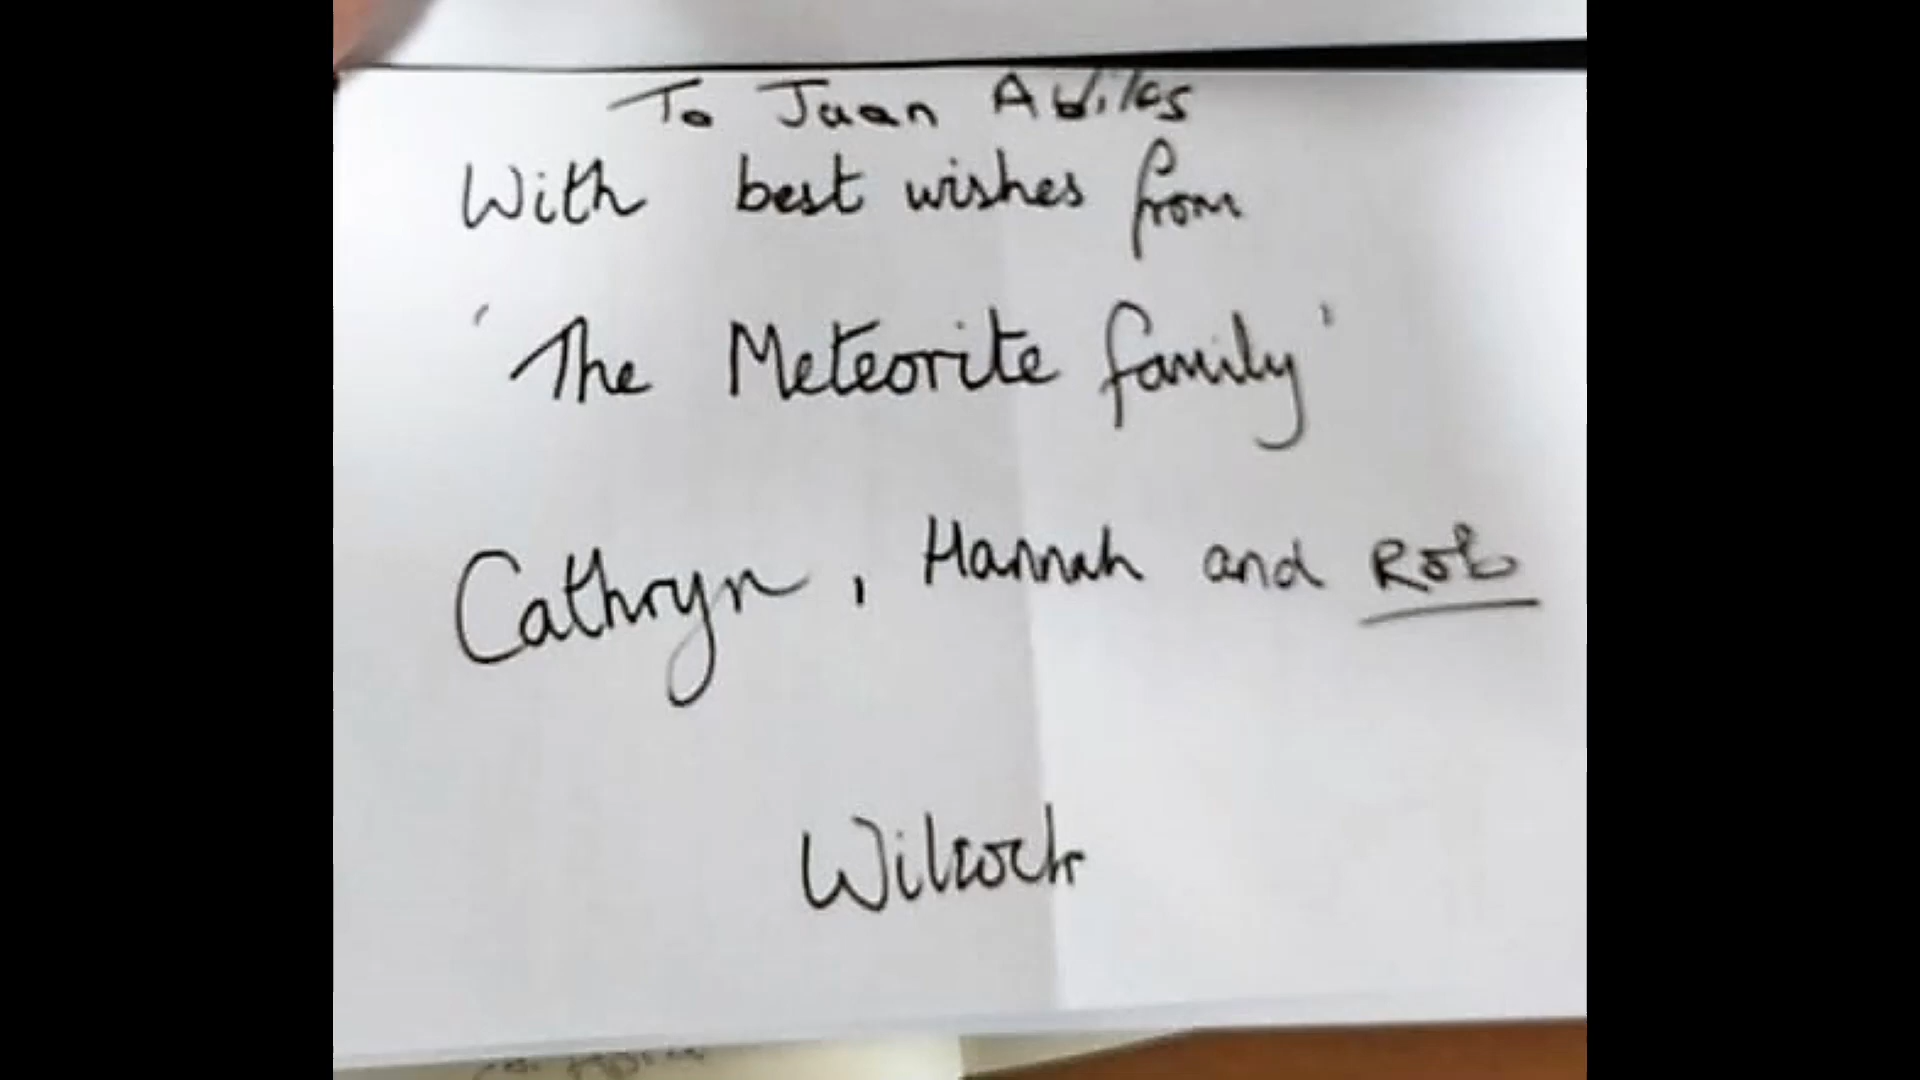 To Juan Aviles
With best wishes from
'The Meteorite family'
Cathryn, Hannah and Rob
Wilcock